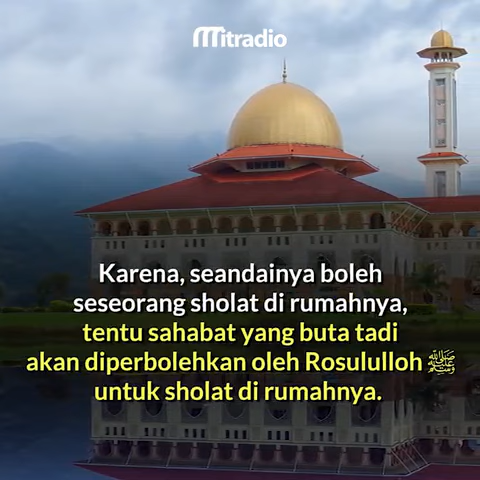 Mitradio
Karena, seandainya boleh
seseorang sholat di rumahnya,
tentu sahabat yang buta tadi
akan diperbolehkan oleh Rosululloh ﷺ
untuk sholat di rumahnya.